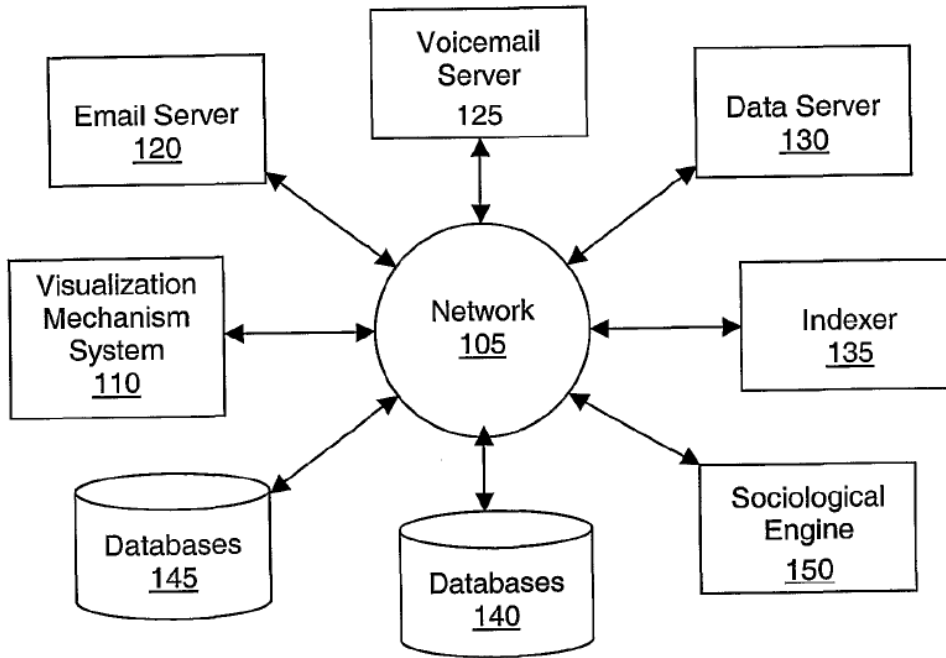 Voicemail
Server
125
Email Server
120
Data Server
130
Visualization
Mechanism
System
110
Network
105
Indexer
135
Databases
145
Databases
140
Sociological
Engine
150